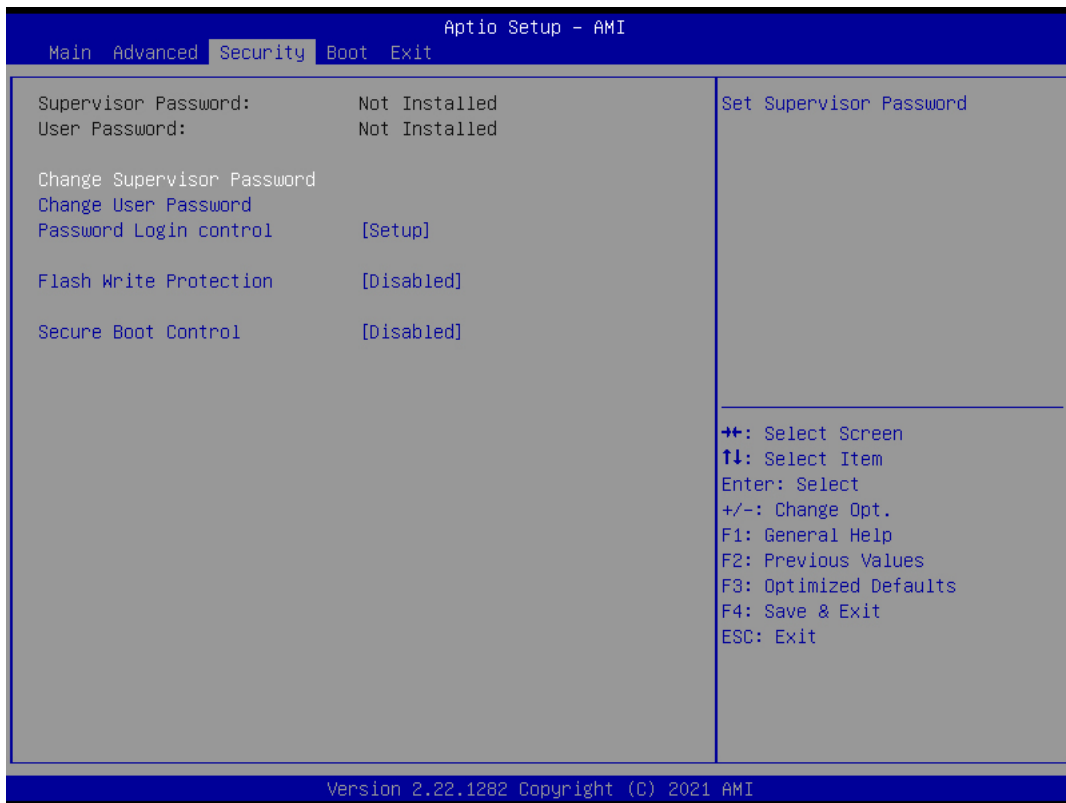 Aptio Setup – AMI
Main Advanced Security Boot Exit
Supervisor Password: Not Installed
User Password: Not Installed
Change Supervisor Password
Change User Password
Password Login control [Setup]
Flash Write Protection [Disabled]
Secure Boot Control [Disabled]
Set Supervisor Password
→←: Select Screen
↑↓: Select Item
Enter: Select
+/-: Change Opt.
F1: General Help
F2: Previous Values
F3: Optimized Defaults
F4: Save & Exit
ESC: Exit
Version 2.22.1282 Copyright (C) 2021 AMI